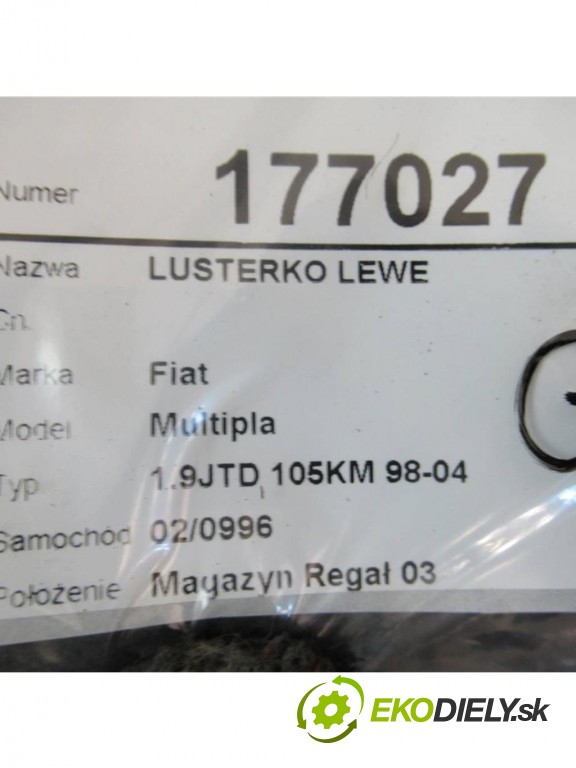 Numer 177027
Nazwa LUSTERKO LEWE
Marka Fiat
Model Multipla
Typ 1.9JTD 105KM 98-04
Samochód 02/0996
Położenie Magazyn Regał 03
EKODIELY.sk